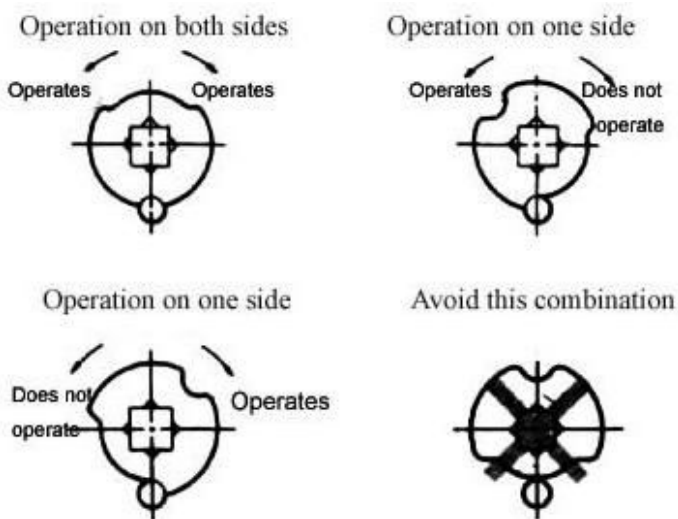 Operation on both sides
Operates
Operates
Operation on one side
Operates
Does not
operate
Operation on one side
Does not
operate
Operates
Avoid this combination